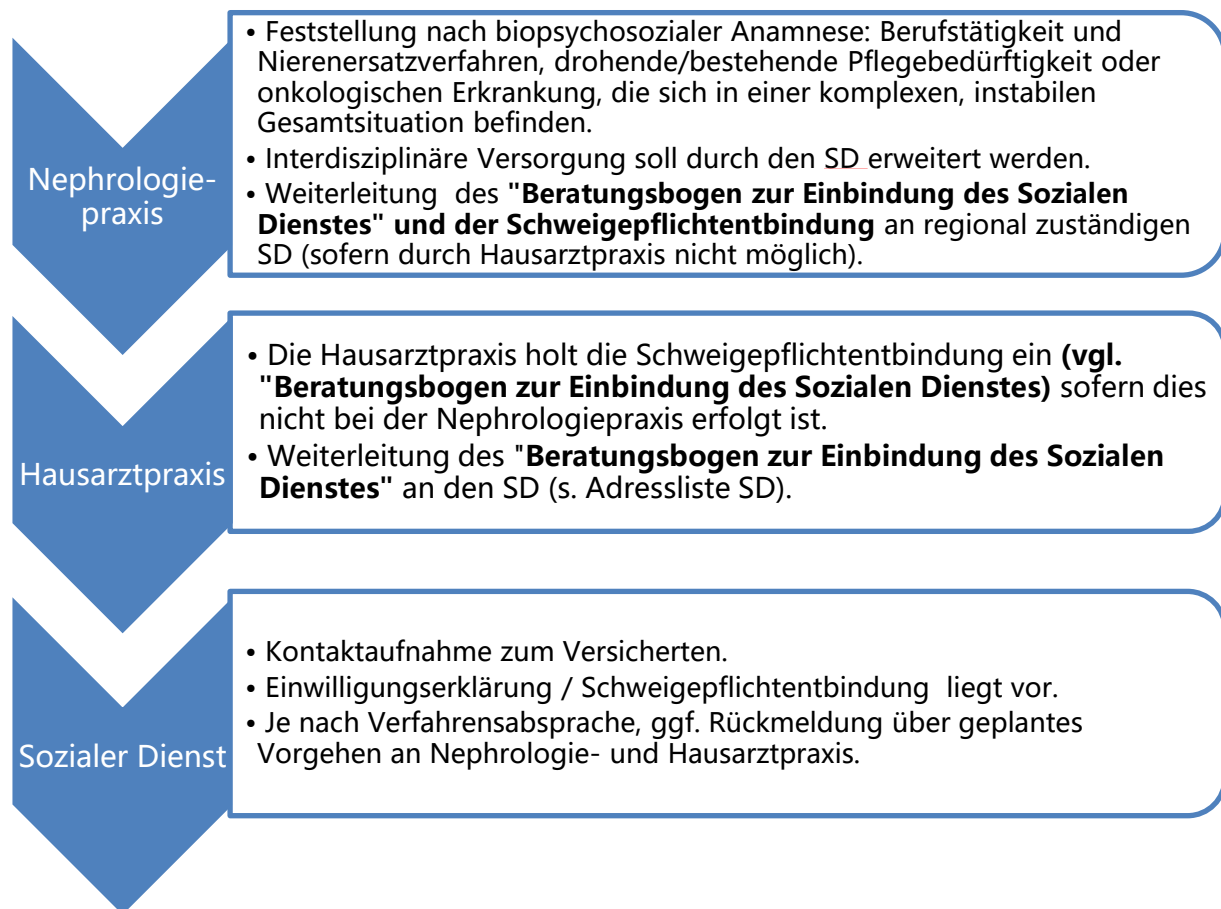 Nephrologie-
praxis
• Feststellung nach biopsychosozialer Anamnese: Berufstätigkeit und
Nierenersatzverfahren, drohende/bestehende Pflegebedürftigkeit oder
onkologischen Erkrankung, die sich in einer komplexen, instabilen
Gesamtsituation befinden.
• Interdisziplinäre Versorgung soll durch den SD erweitert werden.
• Weiterleitung des "Beratungsbogen zur Einbindung des Sozialen
Dienstes" und der Schweigepflichtentbindung an regional zuständigen
SD (sofern durch Hausarztpraxis nicht möglich).
Hausarztpraxis
• Die Hausarztpraxis holt die Schweigepflichtentbindung ein (vgl.
"Beratungsbogen zur Einbindung des Sozialen Dienstes) sofern dies
nicht bei der Nephrologiepraxis erfolgt ist.
• Weiterleitung des "Beratungsbogen zur Einbindung des Sozialen
Dienstes" an den SD (s. Adressliste SD).
Sozialer Dienst
• Kontaktaufnahme zum Versicherten.
• Einwilligungserklärung / Schweigepflichtentbindung liegt vor.
• Je nach Verfahrensabsprache, ggf. Rückmeldung über geplantes
Vorgehen an Nephrologie- und Hausarztpraxis.